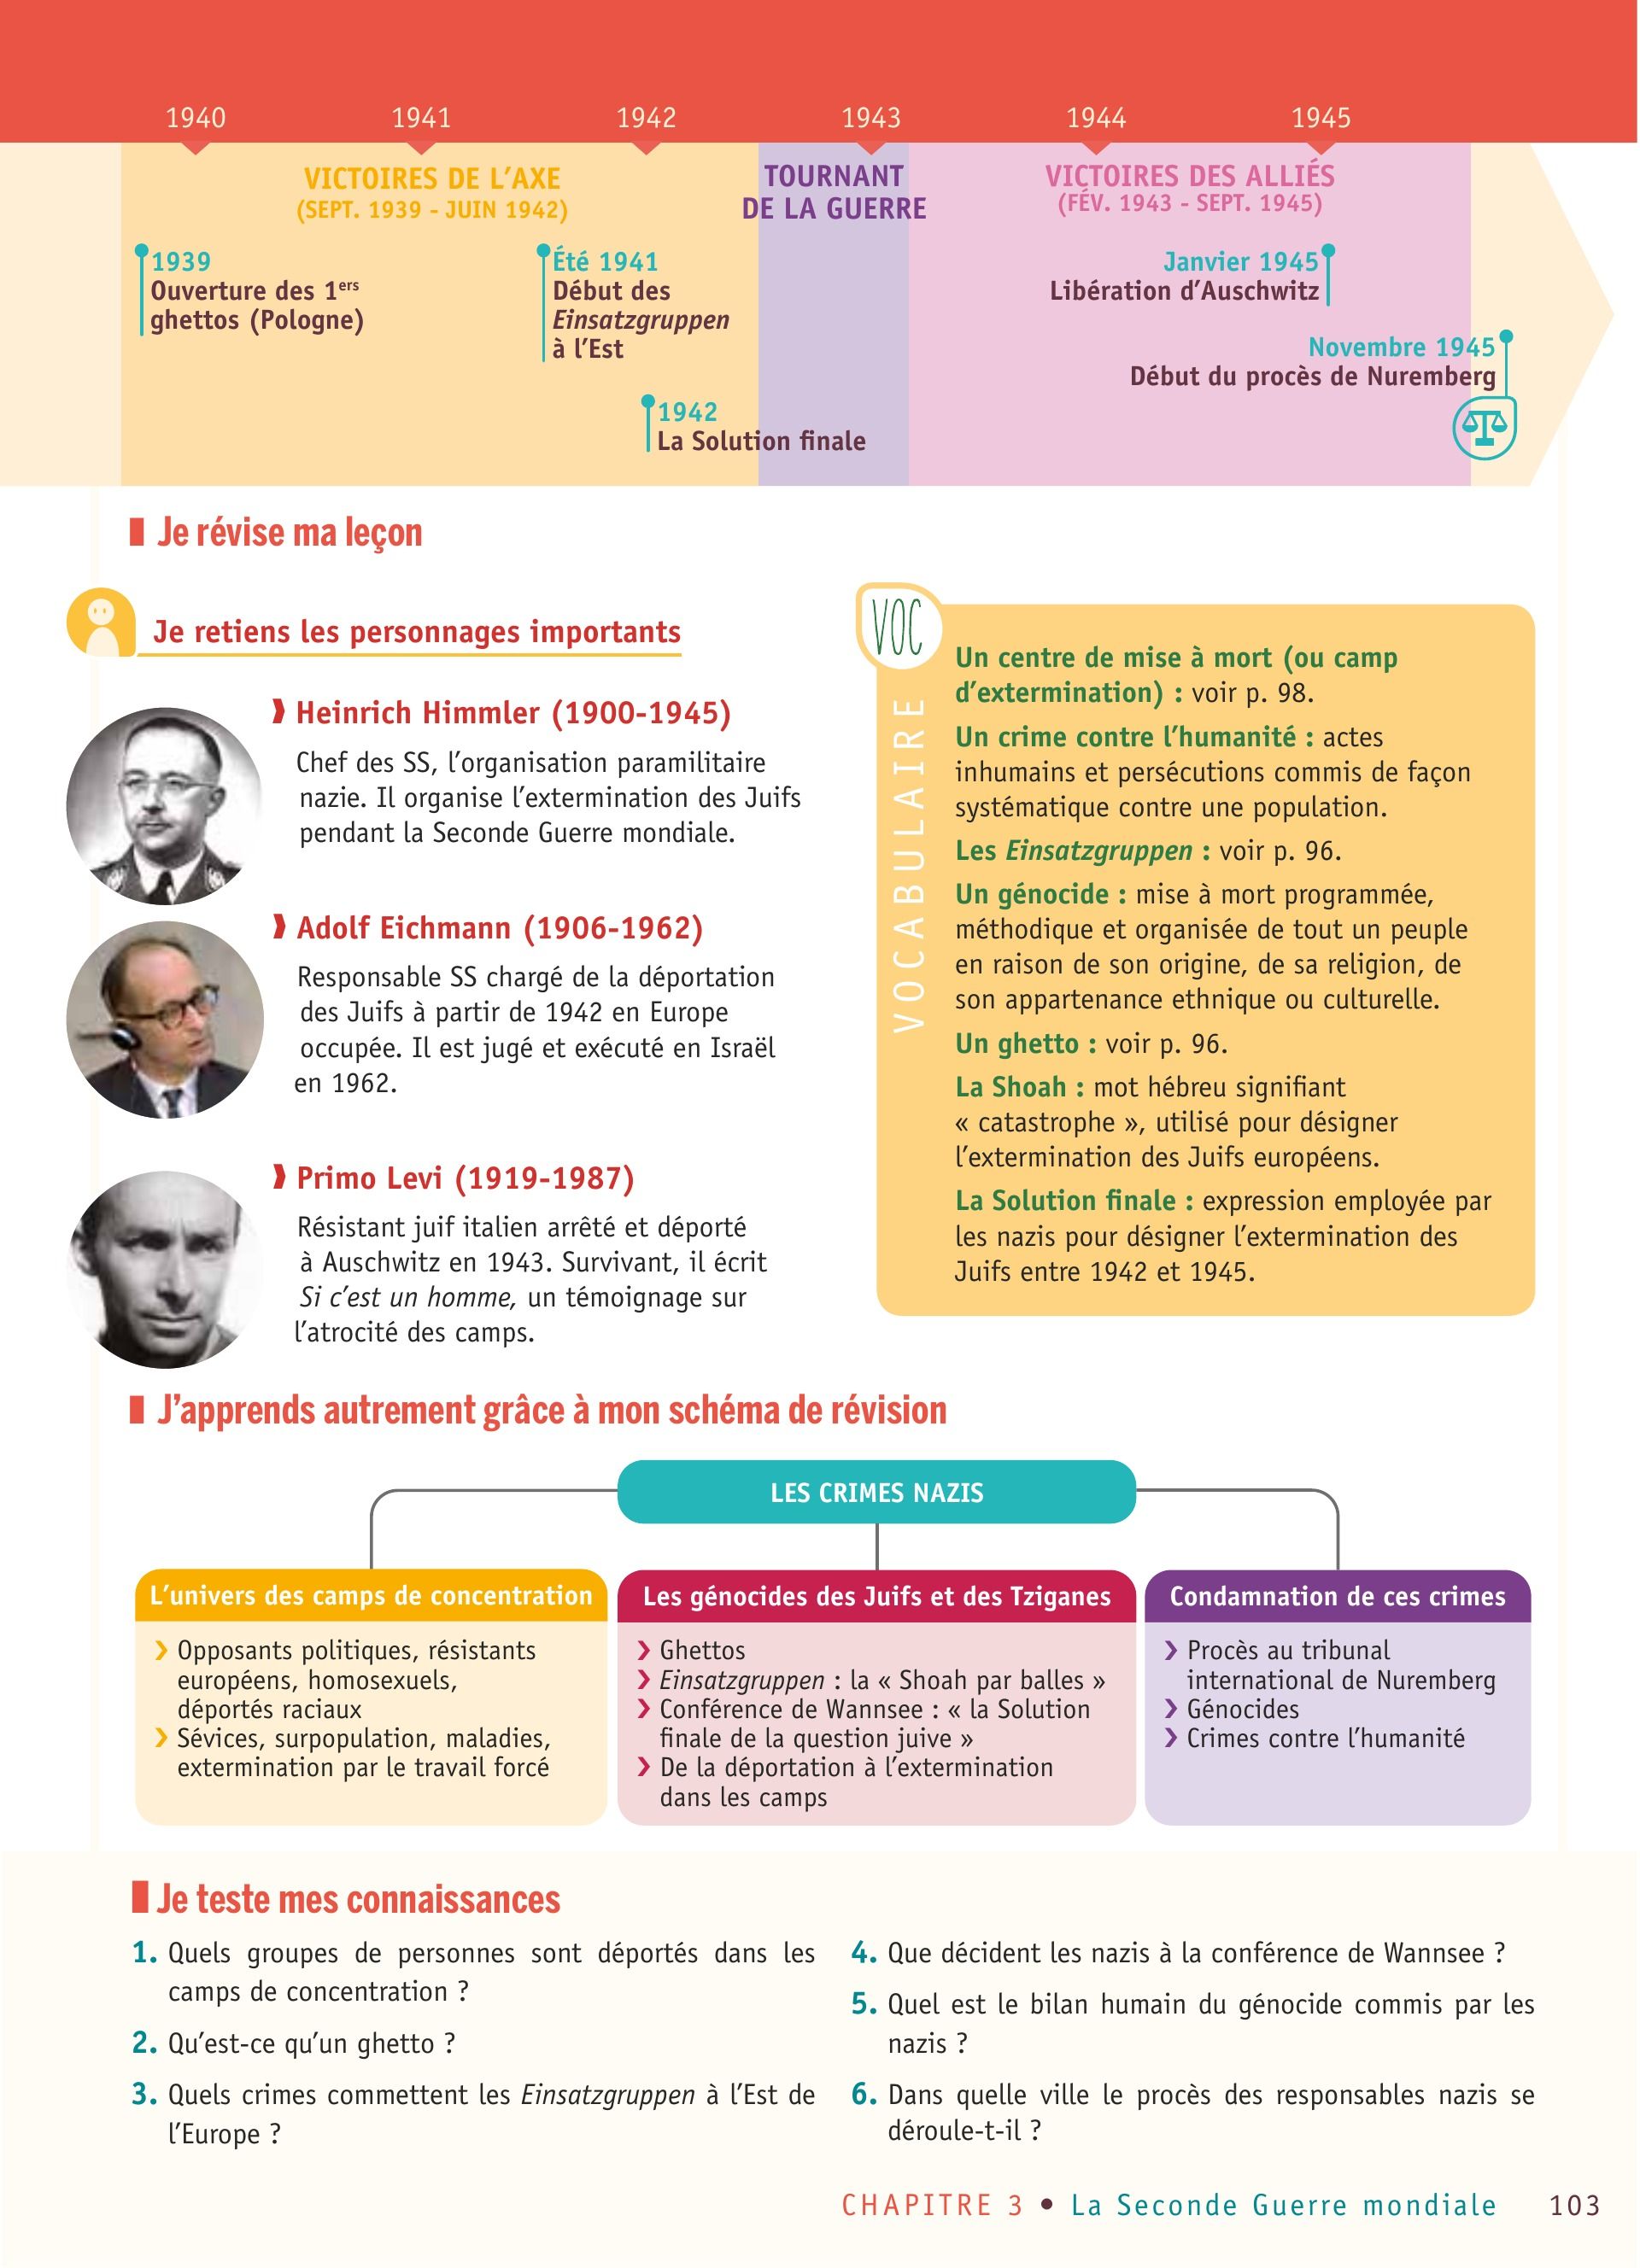 1940 1941 1942 1943 1944 1945
VICTOIRES DE L’AXE
(SEPT. 1939 - JUIN 1942)
TOURNANT
DE LA GUERRE
VICTOIRES DES ALLIÉS
(FÉV. 1943 - SEPT. 1945)
1939
Ouverture des 1ers
ghettos (Pologne)
Été 1941
Début des
Einsatzgruppen
à l’Est
1942
La Solution finale
Janvier 1945
Libération d’Auschwitz
Novembre 1945
Début du procès de Nuremberg
Je révise ma leçon
Je retiens les personnages importants
Heinrich Himmler (1900-1945)
Chef des SS, l’organisation paramilitaire
nazie. Il organise l’extermination des Juifs
pendant la Seconde Guerre mondiale.
Adolf Eichmann (1906-1962)
Responsable SS chargé de la déportation
des Juifs à partir de 1942 en Europe
occupée. Il est jugé et exécuté en Israël
en 1962.
Primo Levi (1919-1987)
Résistant juif italien arrêté et déporté
à Auschwitz en 1943. Survivant, il écrit
Si c’est un homme, un témoignage sur
l’atrocité des camps.
VOC
VOCABULAIRE
Un centre de mise à mort (ou camp
d’extermination) : voir p. 98.
Un crime contre l’humanité : actes
inhumains et persécutions commis de façon
systématique contre une population.
Les Einsatzgruppen : voir p. 96.
Un génocide : mise à mort programmée,
méthodique et organisée de tout un peuple
en raison de son origine, de sa religion, de
son appartenance ethnique ou culturelle.
Un ghetto : voir p. 96.
La Shoah : mot hébreu signifiant
« catastrophe », utilisé pour désigner
l’extermination des Juifs européens.
La Solution finale : expression employée par
les nazis pour désigner l’extermination des
Juifs entre 1942 et 1945.
J’apprends autrement grâce à mon schéma de révision
LES CRIMES NAZIS
L’univers des camps de concentration
Opposants politiques, résistants
européens, homosexuels,
déportés raciaux
Sévices, surpopulation, maladies,
extermination par le travail forcé
Les génocides des Juifs et des Tziganes
Ghettos
Einsatzgruppen : la « Shoah par balles »
Conférence de Wannsee : « la Solution
finale de la question juive »
De la déportation à l’extermination
dans les camps
Condamnation de ces crimes
Procès au tribunal
international de Nuremberg
Génocides
Crimes contre l’humanité
Je teste mes connaissances
1. Quels groupes de personnes sont déportés dans les
camps de concentration ?
2. Qu’est-ce qu’un ghetto ?
3. Quels crimes commettent les Einsatzgruppen à l’Est de
l’Europe ?
4. Que décident les nazis à la conférence de Wannsee ?
5. Quel est le bilan humain du génocide commis par les
nazis ?
6. Dans quelle ville le procès des responsables nazis se
déroule-t-il ?
CHAPITRE 3 • La Seconde Guerre mondiale 103